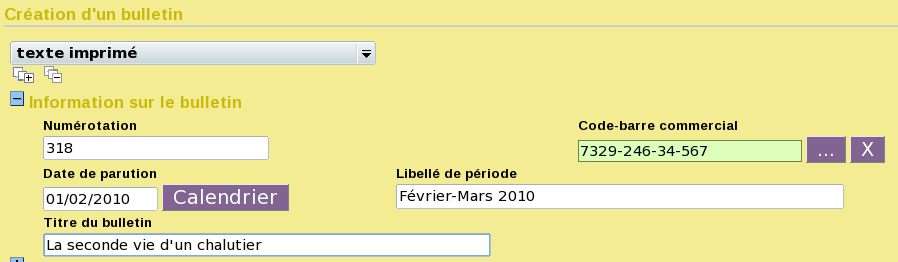 Création d'un bulletin
texte imprimé
Information sur le bulletin
Numérotation Code-barre commercial
318 7329-246-34-567 ... X
Date de parution Libellé de période
01/02/2010 Calendrier Février-Mars 2010
Titre du bulletin
La seconde vie d'un chalutier